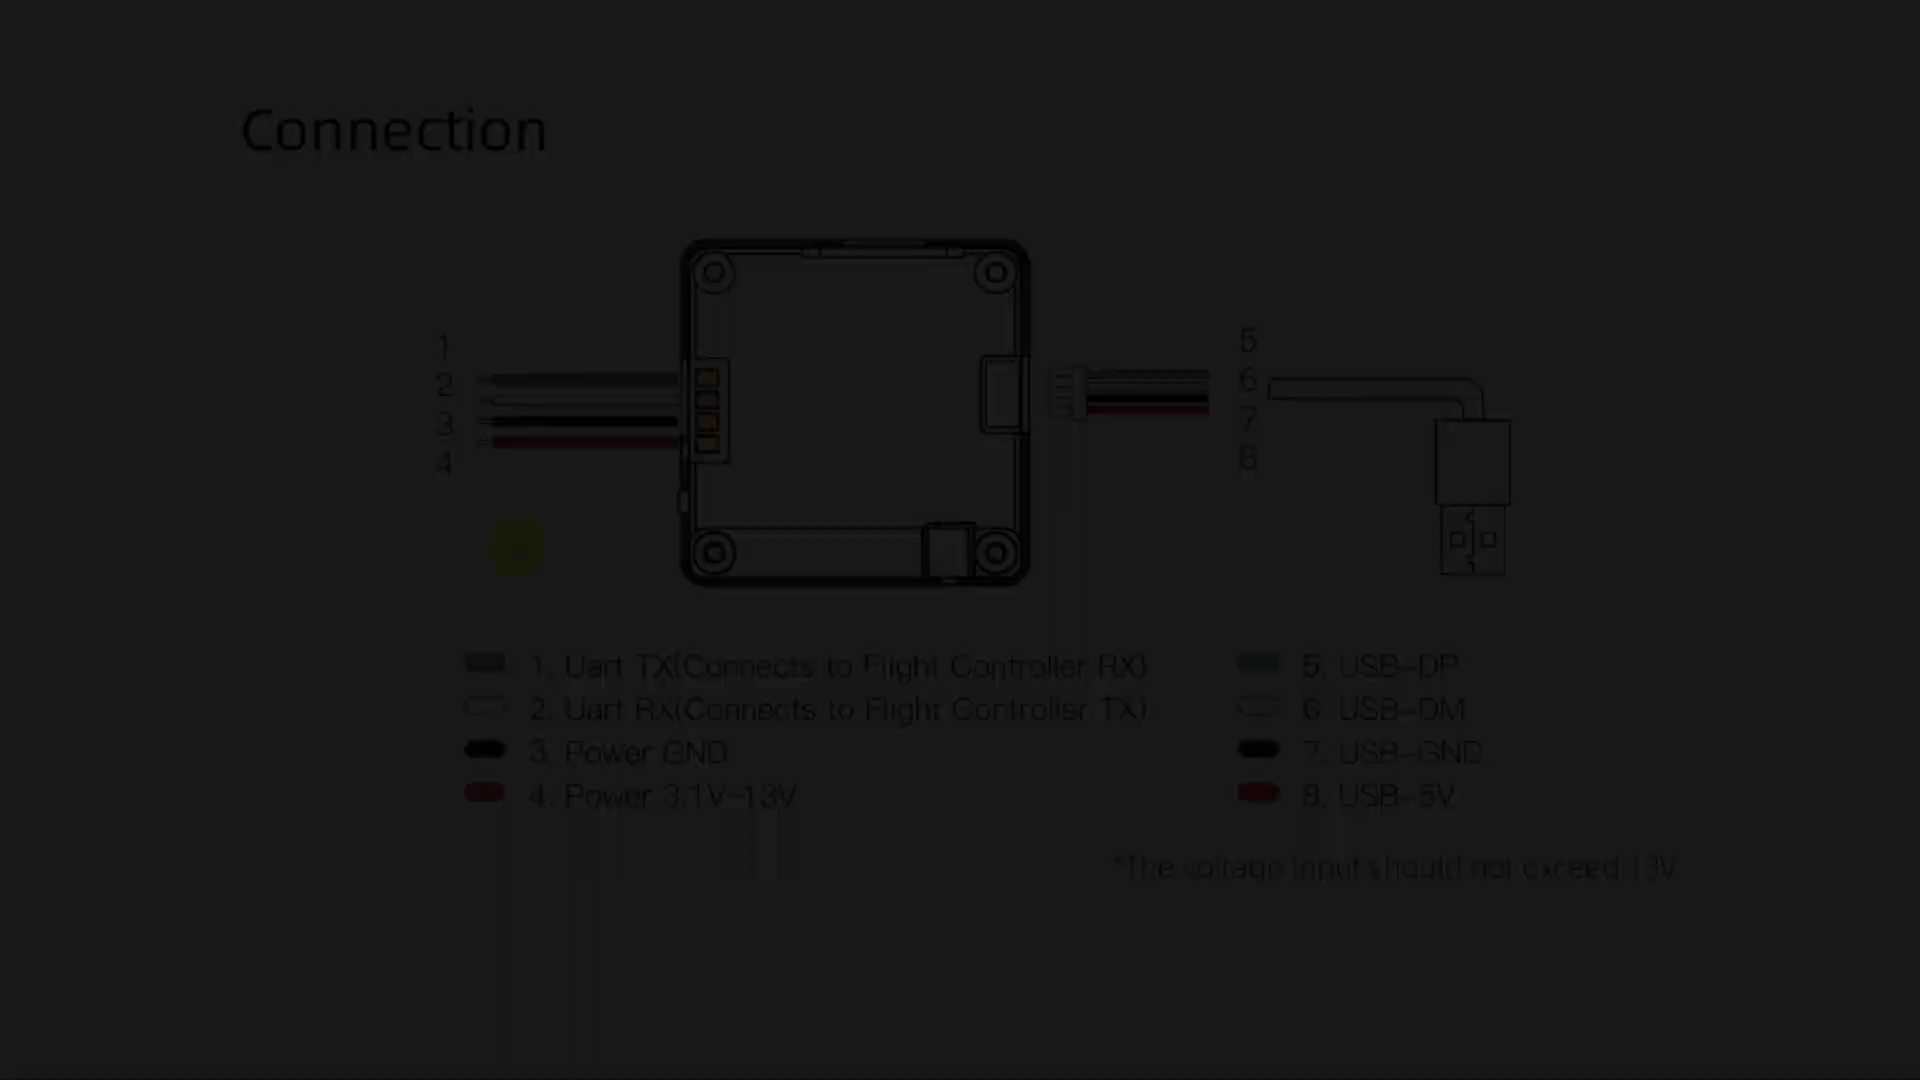 Connection
1
2
3
4
5
6
7
8
1. Uart TX(Connects to Flight Controller RX)
2. Uart RX(Connects to Flight Controller TX)
3. Power GND
4. Power 3.1V~13V
5. USB-DP
6. USB-DM
7. USB-GND
8. USB-5V
*The voltage input should not exceed 13V